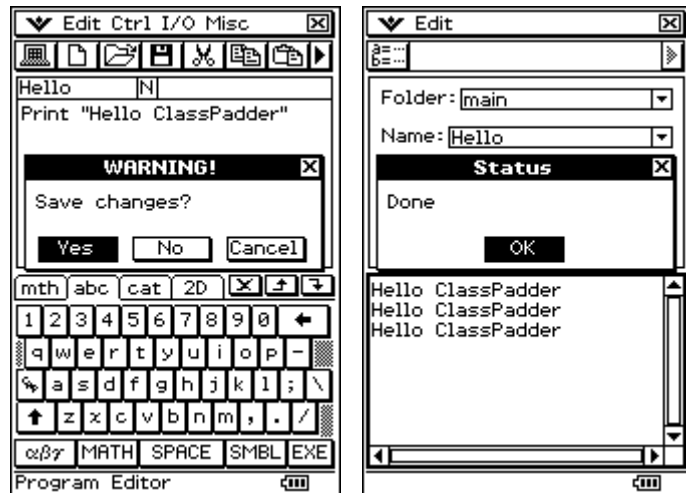 Edit Ctrl I/O Misc
Hello N
Print "Hello ClassPadder"
WARNING!
Save changes?
Yes No Cancel
mth abc cat 2D
1 2 3 4 5 6 7 8 9 0
q w e r t y u i o p -
a s d f g h j k l ; \
z x c v b n m , . /
αβγ MATH SPACE SMBL EXE
Program Editor
Edit
Folder: main
Name: Hello
Status
Done
OK
Hello ClassPadder
Hello ClassPadder
Hello ClassPadder